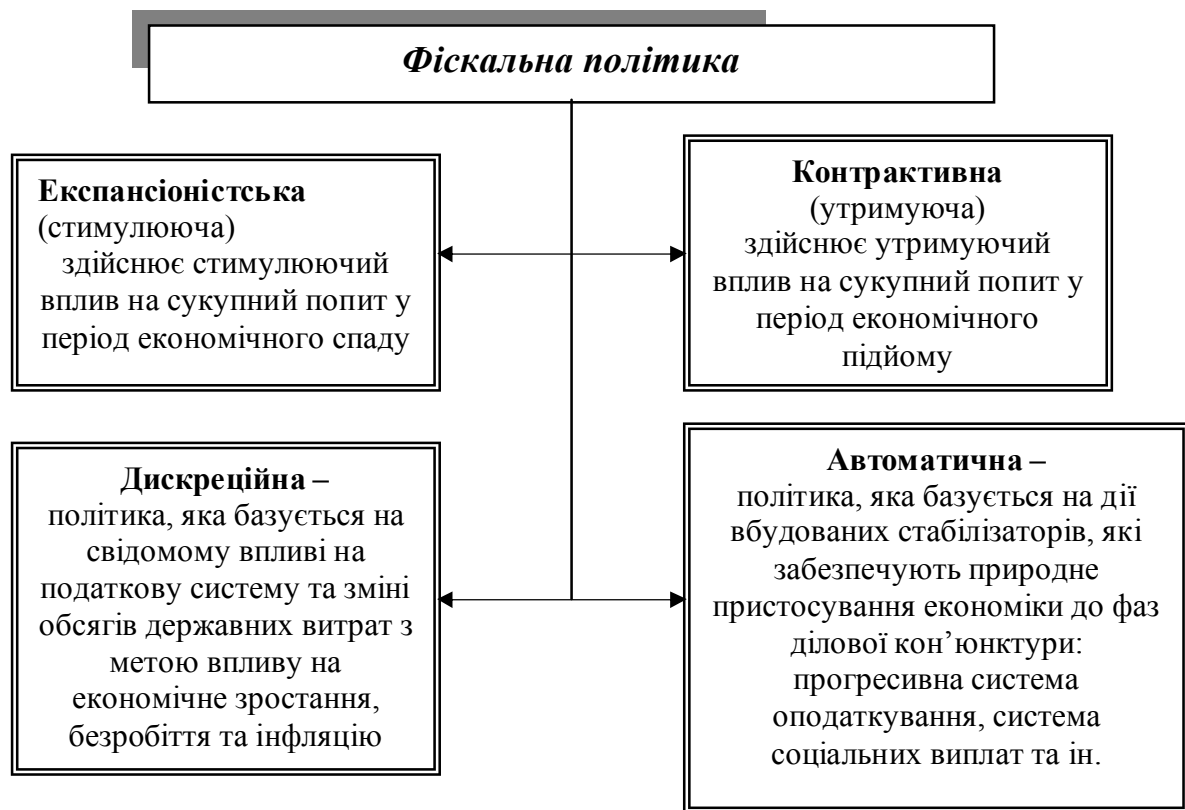 Фіскальна політика
Експансіоністська
(стимулююча)
здійснює стимулюючий
вплив на сукупний попит у
період економічного спаду
Контрактивна
(утримуюча)
здійснює утримуючий
вплив на сукупний попит у
період економічного
підйому
Дискреційна –
політика, яка базується на
свідомому впливі на
податкову систему та зміні
обсягів державних витрат з
метою впливу на
економічне зростання,
безробіття та інфляцію
Автоматична –
політика, яка базується на дії
вбудованих стабілізаторів, які
забезпечують природне
пристосування економіки до фаз
ділової кон’юнктури:
прогресивна система
оподаткування, система
соціальних виплат та ін.